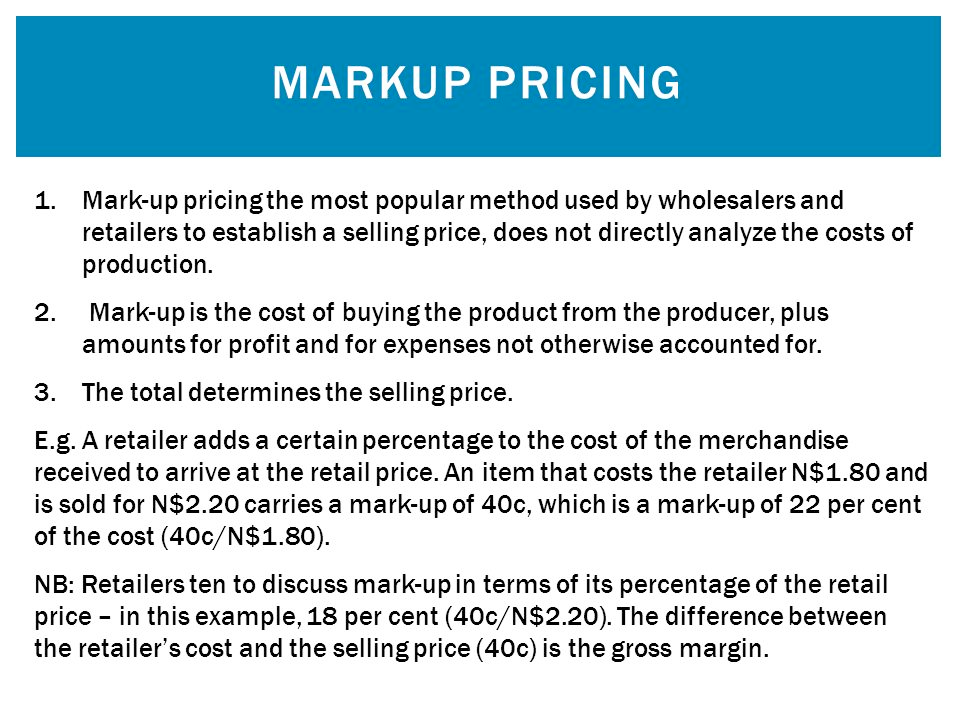 MARKUP PRICING
1. Mark-up pricing the most popular method used by wholesalers and
retailers to establish a selling price, does not directly analyze the costs of
production.
2. Mark-up is the cost of buying the product from the producer, plus
amounts for profit and for expenses not otherwise accounted for.
3. The total determines the selling price.
E.g. A retailer adds a certain percentage to the cost of the merchandise
received to arrive at the retail price. An item that costs the retailer N$1.80 and
is sold for N$2.20 carries a mark-up of 40c, which is a mark-up of 22 per cent
of the cost (40c/N$1.80).
NB: Retailers ten to discuss mark-up in terms of its percentage of the retail
price – in this example, 18 per cent (40c/N$2.20). The difference between
the retailer’s cost and the selling price (40c) is the gross margin.